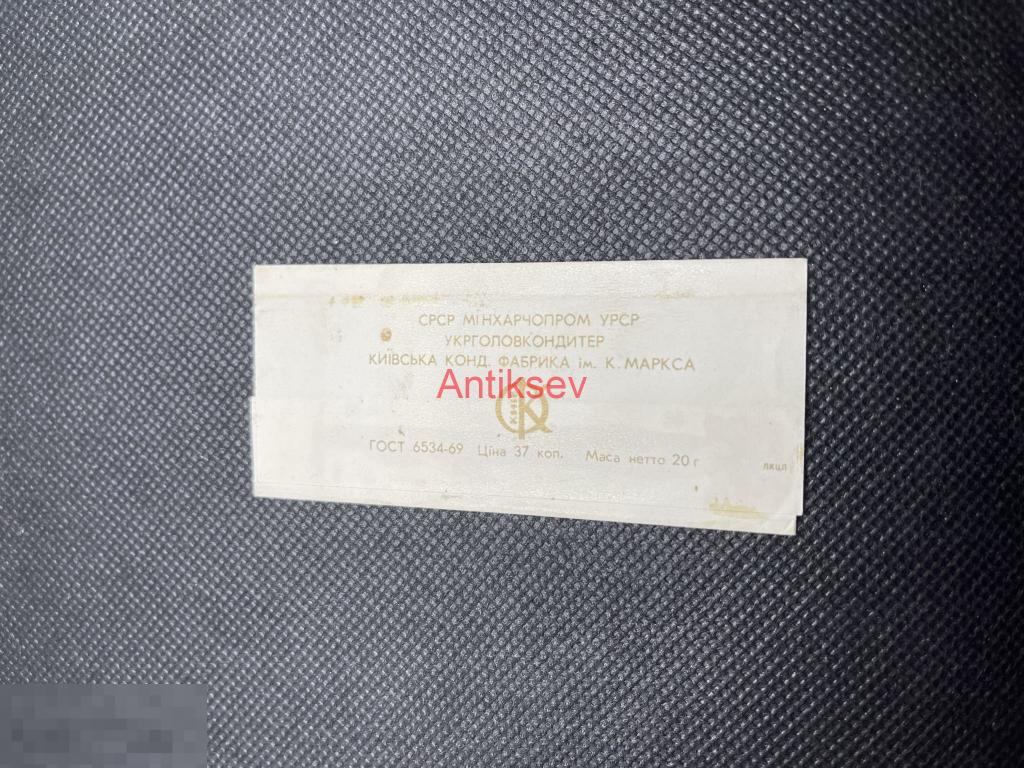 СРСР МІНХАРЧОПРОМ УРСР
УКРГОЛОВКОНДИТЕР
КИЇВСЬКА КОНД. ФАБРИКА ім. К. МАРКСА
Antiksev
ГОСТ 6534-69 Ціна 37 коп. Маса нетто 20 г